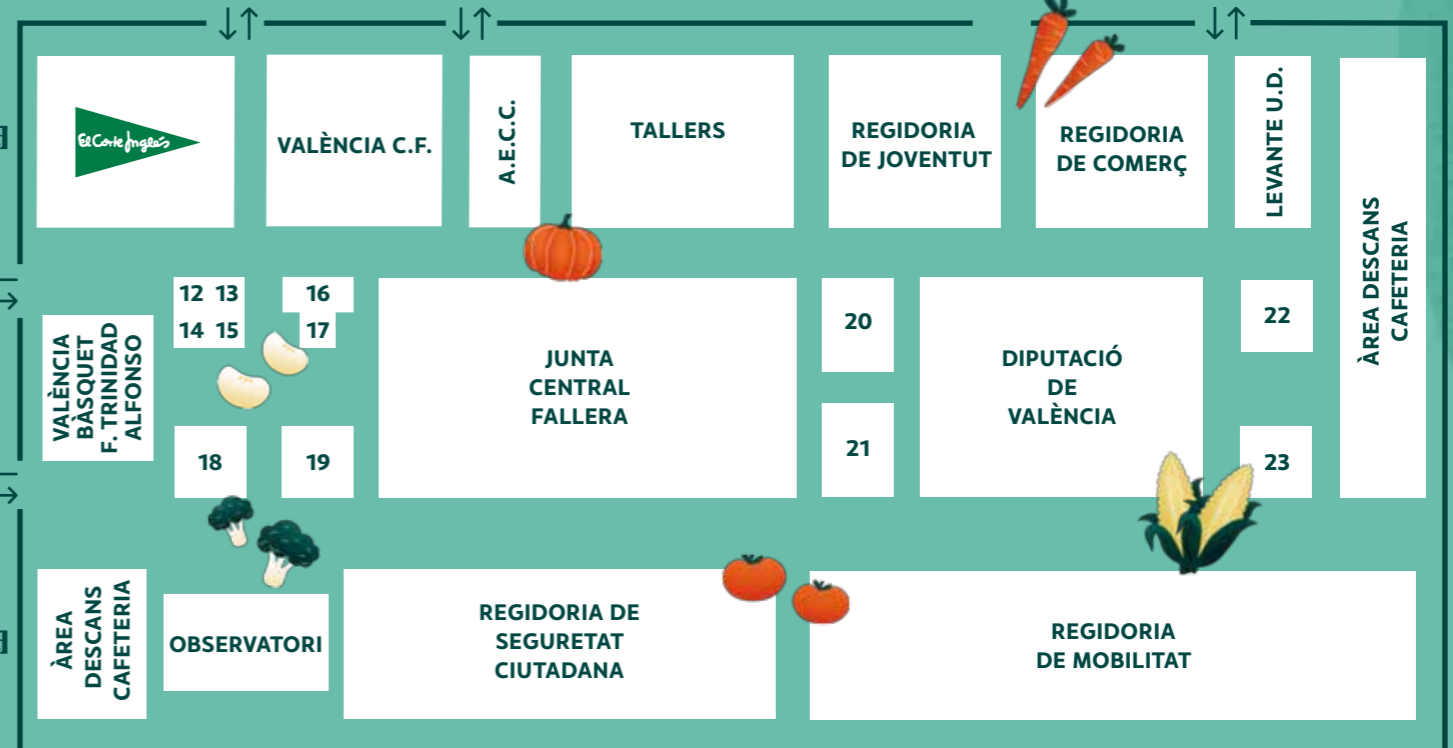 El Corte Inglés
VALÈNCIA C.F.
A.E.C.C.
TALLERS
REGIDORIA
DE JOVENTUT
REGIDORIA
DE COMERÇ
LEVANTE U.D.
ÀREA DESCANS
CAFETERIA
VALÈNCIA
BÀSQUET
F. TRINIDAD
ALFONSO
12 13
14 15
16
17
18
19
JUNTA
CENTRAL
FALLERA
20
21
DIPUTACIÓ
DE
VALÈNCIA
22
23
ÀREA
DESCANS
CAFETERIA
OBSERVATORI
REGIDORIA DE
SEGURETAT
CIUTADANA
REGIDORIA
DE MOBILITAT